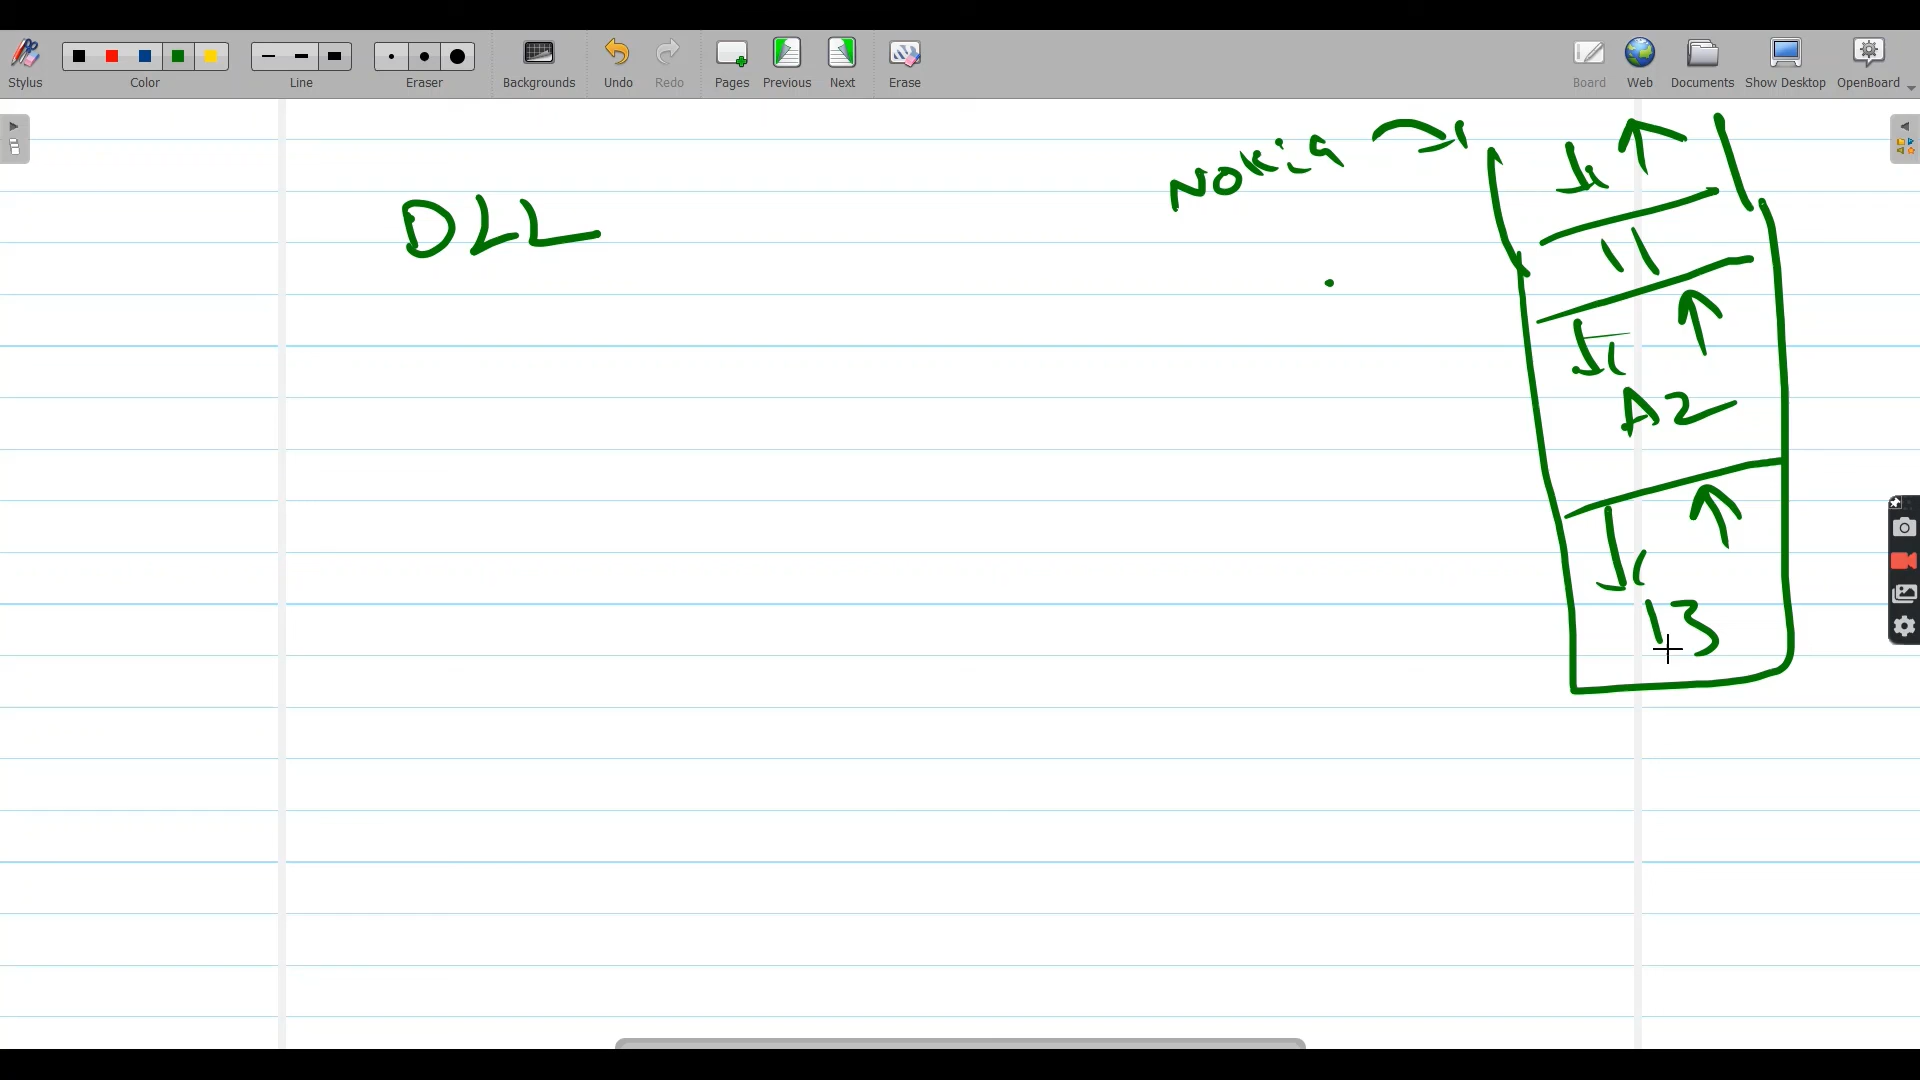 Stylus Color Line Eraser Backgrounds Undo Redo Pages Previous Next Erase Board Web Documents Show Desktop OpenBoard
Nokia
DLL
11
A2
13